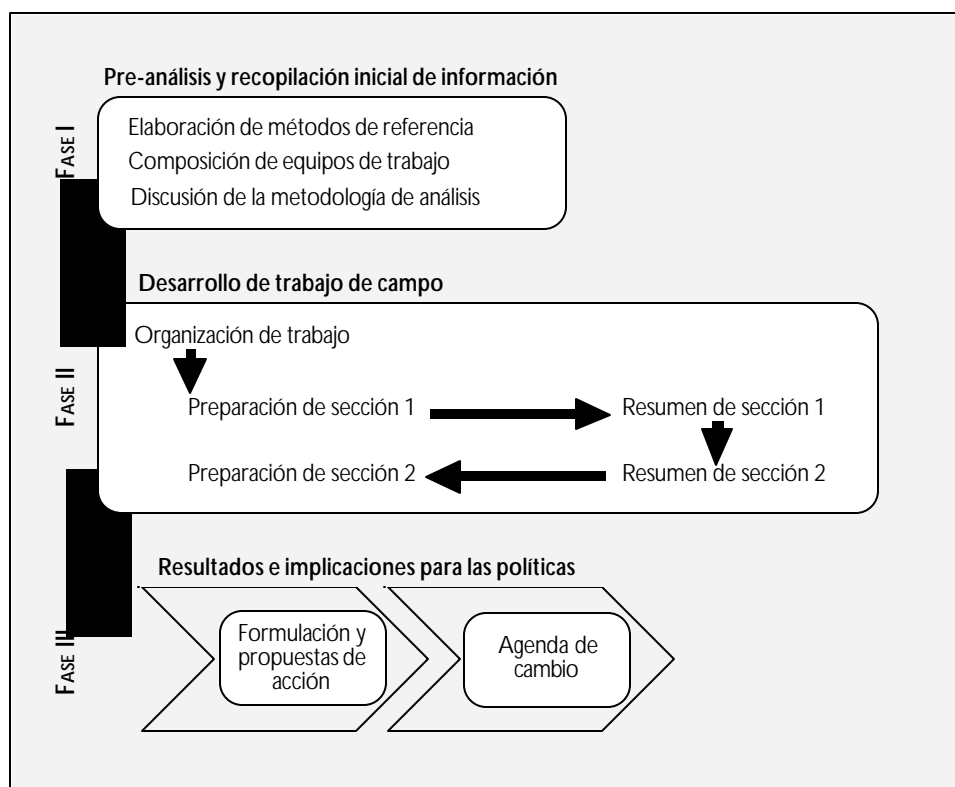 Pre-análisis y recopilación inicial de información
FASE I
Elaboración de métodos de referencia
Composición de equipos de trabajo
Discusión de la metodología de análisis
Desarrollo de trabajo de campo
FASE II
Organización de trabajo
Preparación de sección 1
Resumen de sección 1
Preparación de sección 2
Resumen de sección 2
Resultados e implicaciones para las políticas
FASE III
Formulación y
propuestas de
acción
Agenda de
cambio